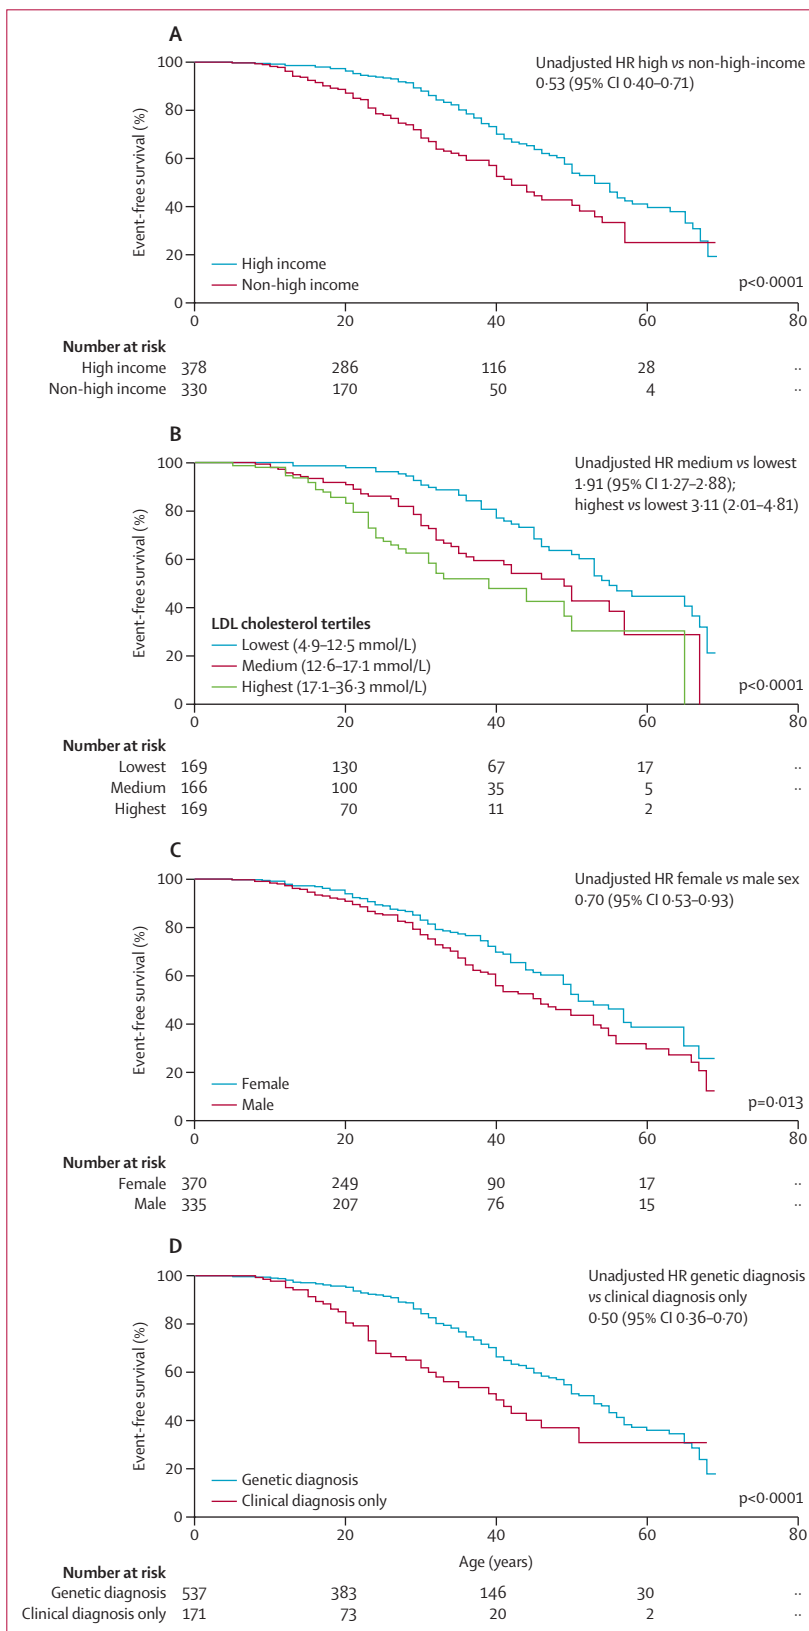 A
Unadjusted HR high vs non-high-income
0·53 (95% CI 0·40–0·71)
100
80
60
40
20
0
Event-free survival (%)
High income
Non-high income
p<0·0001
0 20 40 60 80
Number at risk
High income 378 286 116 28 ··
Non-high income 330 170 50 4 ··
B
Unadjusted HR medium vs lowest
1·91 (95% CI 1·27–2·88);
highest vs lowest 3·11 (2·01–4·81)
100
80
60
40
20
0
Event-free survival (%)
LDL cholesterol tertiles
Lowest (4·9–12·5 mmol/L)
Medium (12·6–17·1 mmol/L)
Highest (17·1–36·3 mmol/L)
p<0·0001
0 20 40 60 80
Number at risk
Lowest 169 130 67 17 ··
Medium 166 100 35 5 ··
Highest 169 70 11 2
C
Unadjusted HR female vs male sex
0·70 (95% CI 0·53–0·93)
100
80
60
40
20
0
Event-free survival (%)
Female
Male
p=0·013
0 20 40 60 80
Number at risk
Female 370 249 90 17 ··
Male 335 207 76 15 ··
D
Unadjusted HR genetic diagnosis
vs clinical diagnosis only
0·50 (95% CI 0·36–0·70)
100
80
60
40
20
0
Event-free survival (%)
Genetic diagnosis
Clinical diagnosis only
p<0·0001
0 20 40 60 80
Age (years)
Number at risk
Genetic diagnosis 537 383 146 30 ··
Clinical diagnosis only 171 73 20 2 ··